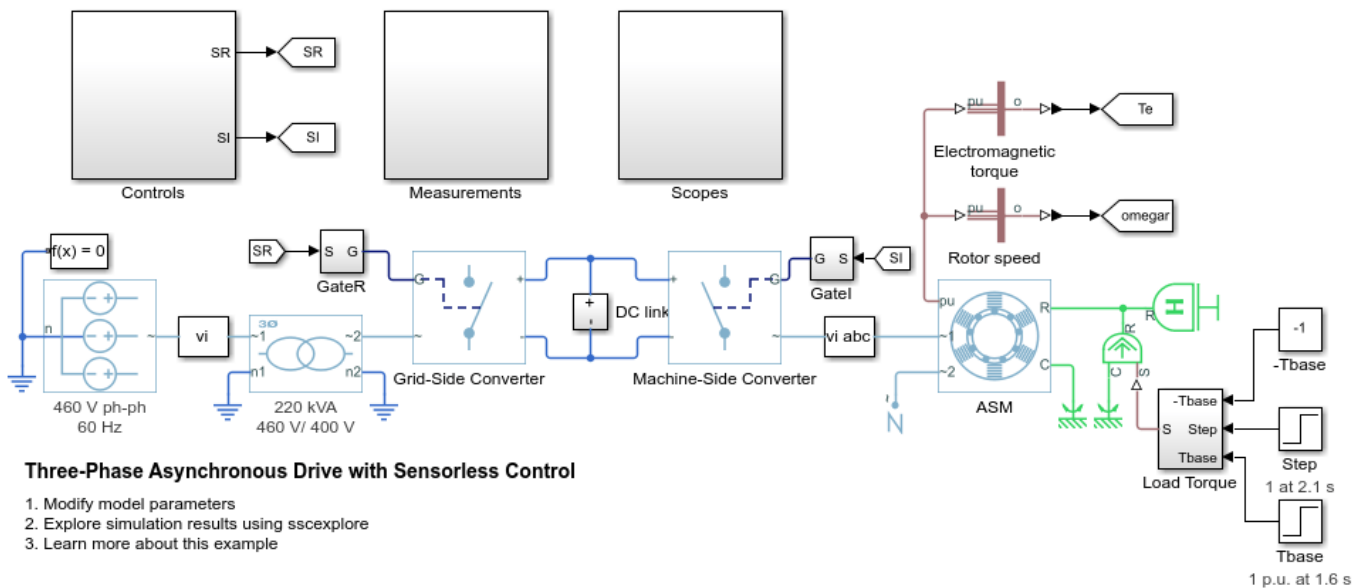 SR
SR
SI
SI
Controls
Measurements
Scopes
pu
o
Te
Electromagnetic
torque
pu
o
omegar
Rotor speed
f(x) = 0
SR
S G
GateR
G
+
-
+
-
DC link
+
-
G
G S
SI
GateI
n
~
vi
3Ø
~1
~2
n1
n2
~
Grid-Side Converter
Machine-Side Converter
~
vi abc
pu
~1
~2
R
C
ASM
~
N
R
R
C
S
H
-1
-Tbase
460 V ph-ph
60 Hz
220 kVA
460 V/ 400 V
-Tbase
S
Step
Tbase
Load Torque
Step
1 at 2.1 s
Tbase
1 p.u. at 1.6 s
Three-Phase Asynchronous Drive with Sensorless Control
1. Modify model parameters
2. Explore simulation results using sscexplore
3. Learn more about this example